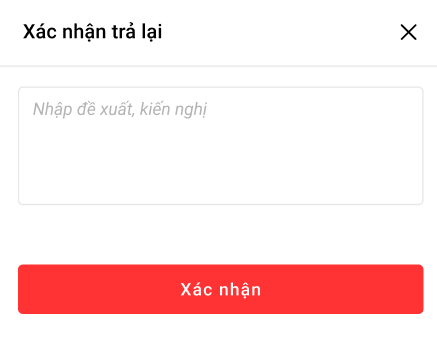 Xác nhận trả lại
Nhập đề xuất, kiến nghị
Xác nhận